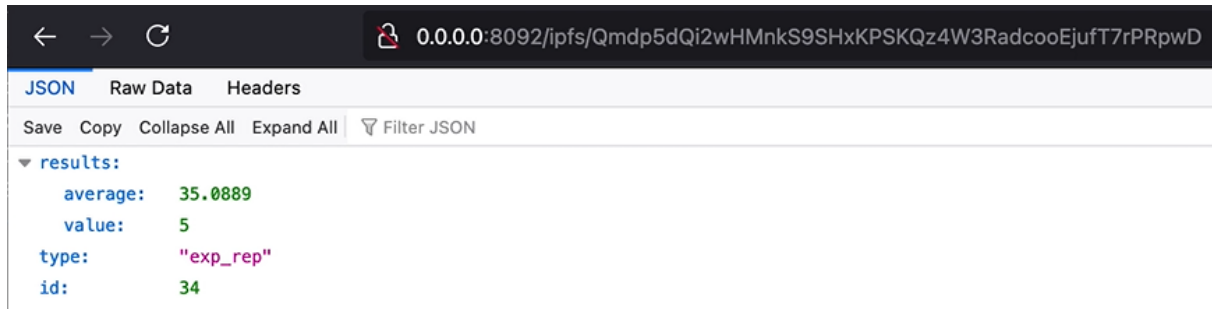 0.0.0.0:8092/ipfs/Qmdp5dQi2wHMnkS9SHxKPSKQz4W3RadcooEjufT7rPRpwD
JSON Raw Data Headers
Save Copy Collapse All Expand All Filter JSON
results:
average: 35.0889
value: 5
type: "exp_rep"
id: 34